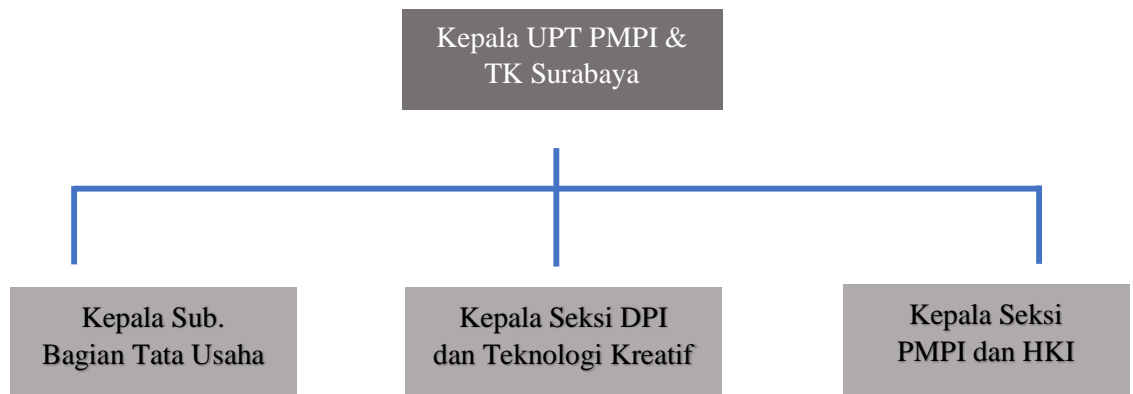 Kepala UPT PMPI &
TK Surabaya
Kepala Sub.
Bagian Tata Usaha
Kepala Seksi DPI
dan Teknologi Kreatif
Kepala Seksi
PMPI dan HKI